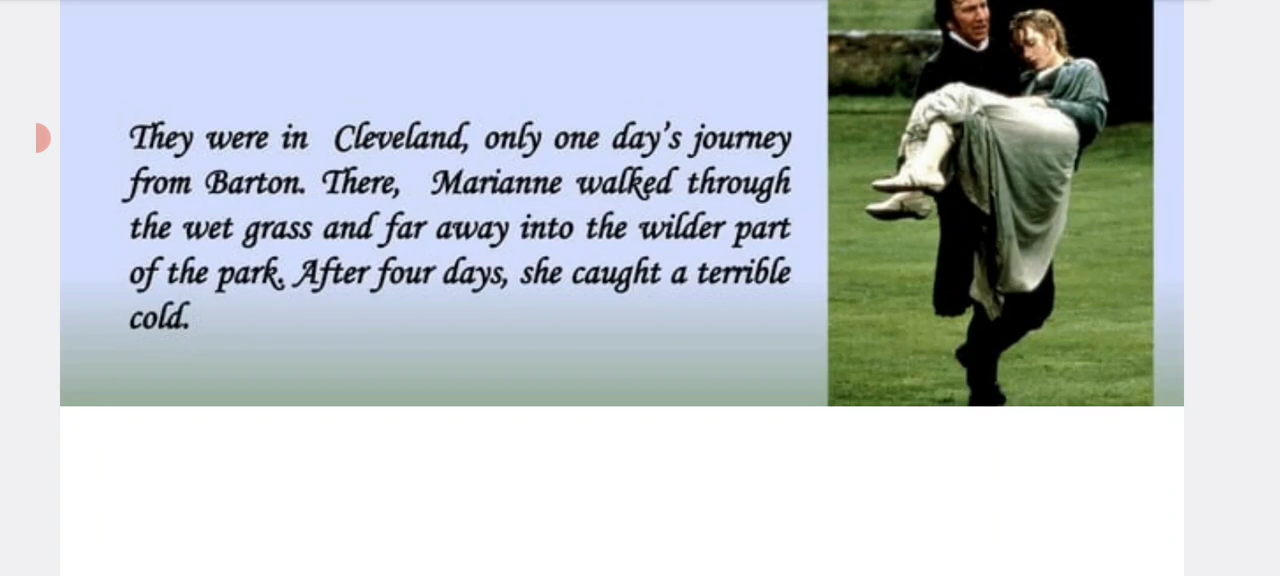 They were in Cleveland, only one day's journey
from Barton. There, Marianne walked through
the wet grass and far away into the wilder part
of the park. After four days, she caught a terrible
cold.